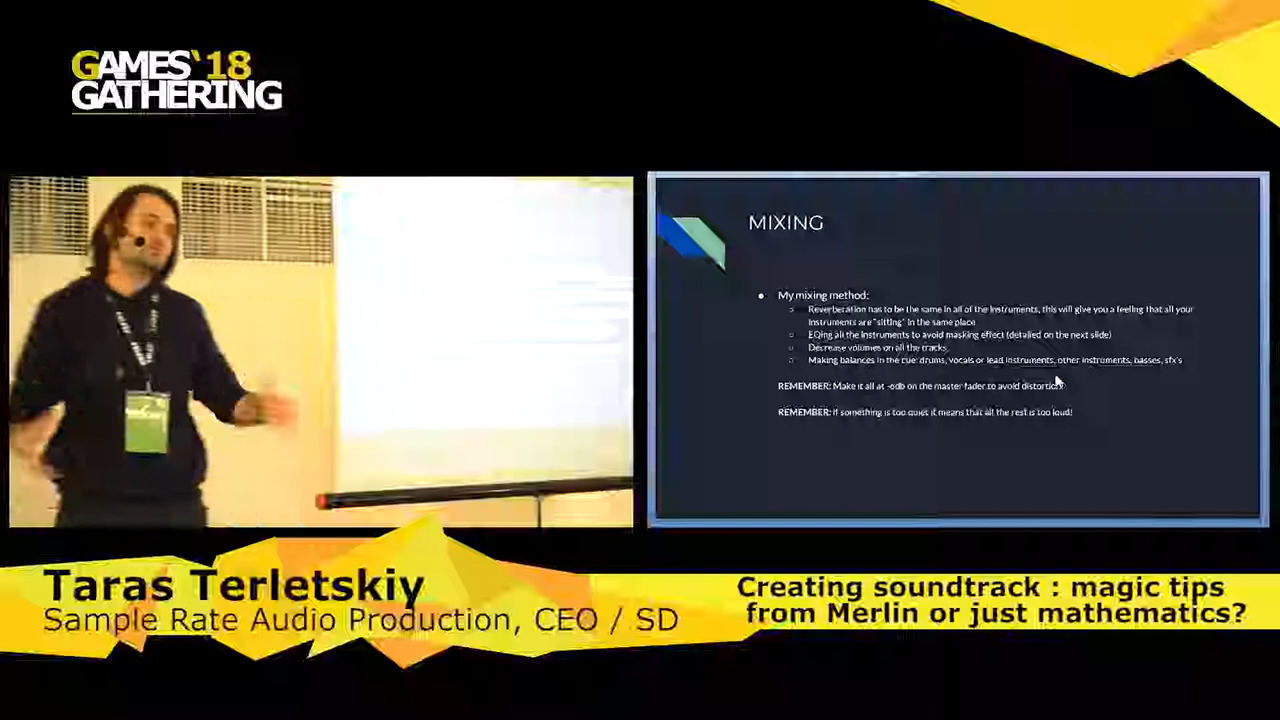 GAMES‘18
GATHERING
MIXING
My mixing method:
Reverberation has to be the same in all of the instruments, this will give you a feeling that all your
instruments are "sitting" in the same place
EQing all the instruments to avoid masking effect (detailed on the next slide)
Decrease volumes on all the tracks
Making balances in the cue: drums, vocals or lead instruments, other instruments, basses, sfx's
REMEMBER: Make it all at -6db on the master fader to avoid distortion!
REMEMBER: If something is too quiet it means that all the rest is too loud!
Taras Terletskiy
Sample Rate Audio Production, CEO / SD
Creating soundtrack : magic tips
from Merlin or just mathematics?